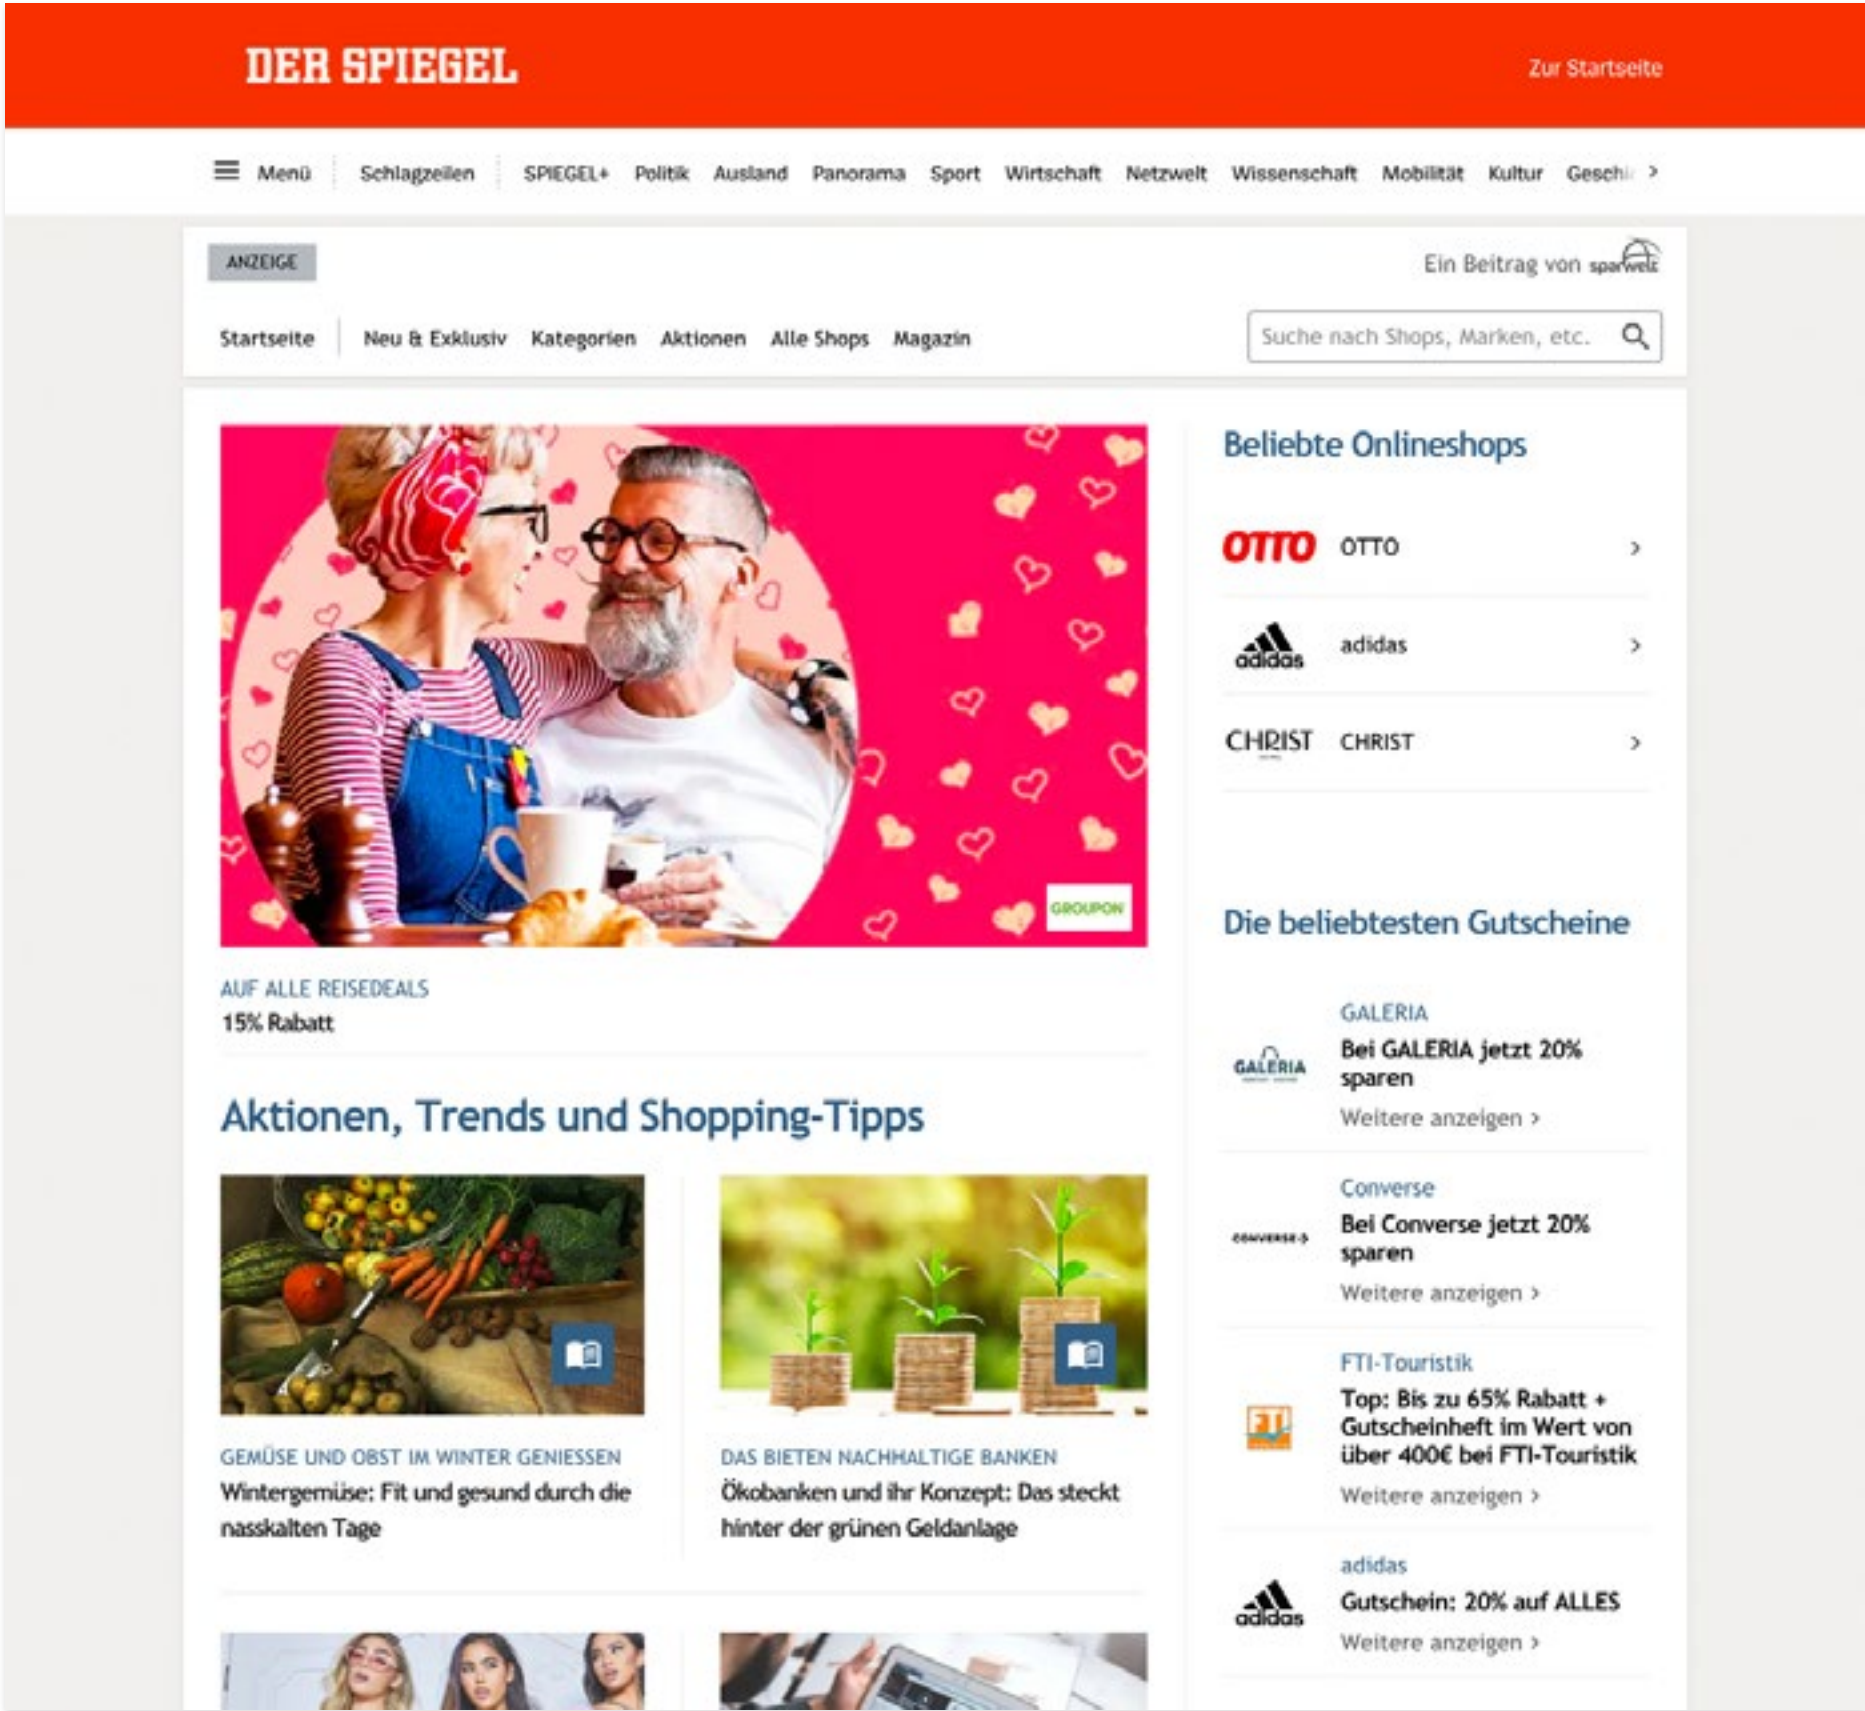 DER SPIEGEL
Zur Startseite
Menü Schlagzeilen SPIEGEL+ Politik Ausland Panorama Sport Wirtschaft Netzwelt Wissenschaft Mobilität Kultur
ANZEIGE
Ein Beitrag von sparwelt
Startseite Neu & Exklusiv Kategorien Aktionen Alle Shops Magazin
Suche nach Shops, Marken, etc.
GROUPON
AUF ALLE REISEDEALS
15% Rabatt
Aktionen, Trends und Shopping-Tipps
GEMÜSE UND OBST IM WINTER GENIESSEN
Wintergemüse: Fit und gesund durch die
nasskalten Tage
DAS BIETEN NACHHALTIGE BANKEN
Ökobanken und ihr Konzept: Das steckt
hinter der grünen Geldanlage
Beliebte Onlineshops
OTTO OTTO
adidas adidas
CHRIST CHRIST
Die beliebtesten Gutscheine
GALERIA
GALERIA
Bei GALERIA jetzt 20%
sparen
Weitere anzeigen >
CONVERSE
Converse
Bei Converse jetzt 20%
sparen
Weitere anzeigen >
FTI
FTI-Touristik
Top: Bis zu 65% Rabatt +
Gutscheinheft im Wert von
über 400€ bei FTI-Touristik
Weitere anzeigen >
adidas
adidas
Gutschein: 20% auf ALLES
Weitere anzeigen >